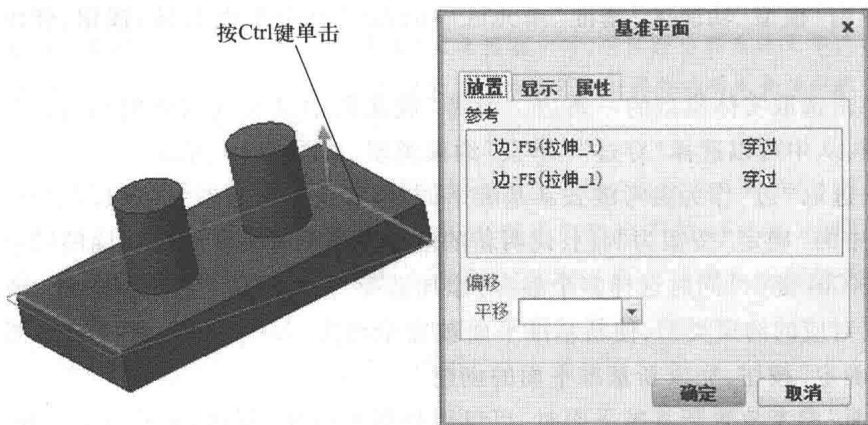 按Ctrl键单击
基准平面
x
放置 显示 属性
参考
边:F5(拉伸_1) 穿过
边:F5(拉伸_1) 穿过
偏移
平移
确定 取消